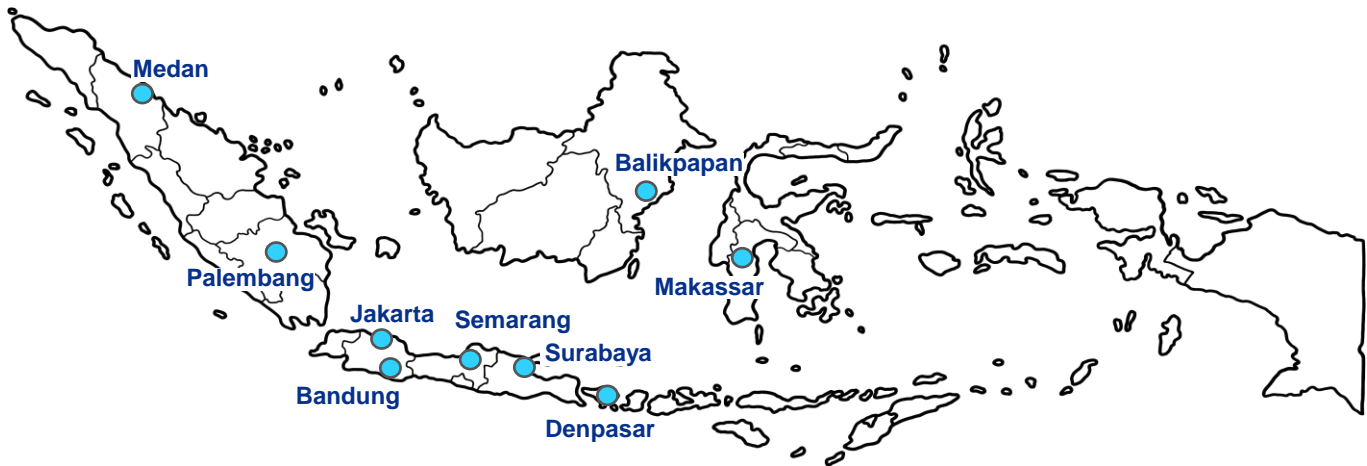 Medan
Balikpapan
Palembang
Makassar
Jakarta
Semarang
Surabaya
Bandung
Denpasar